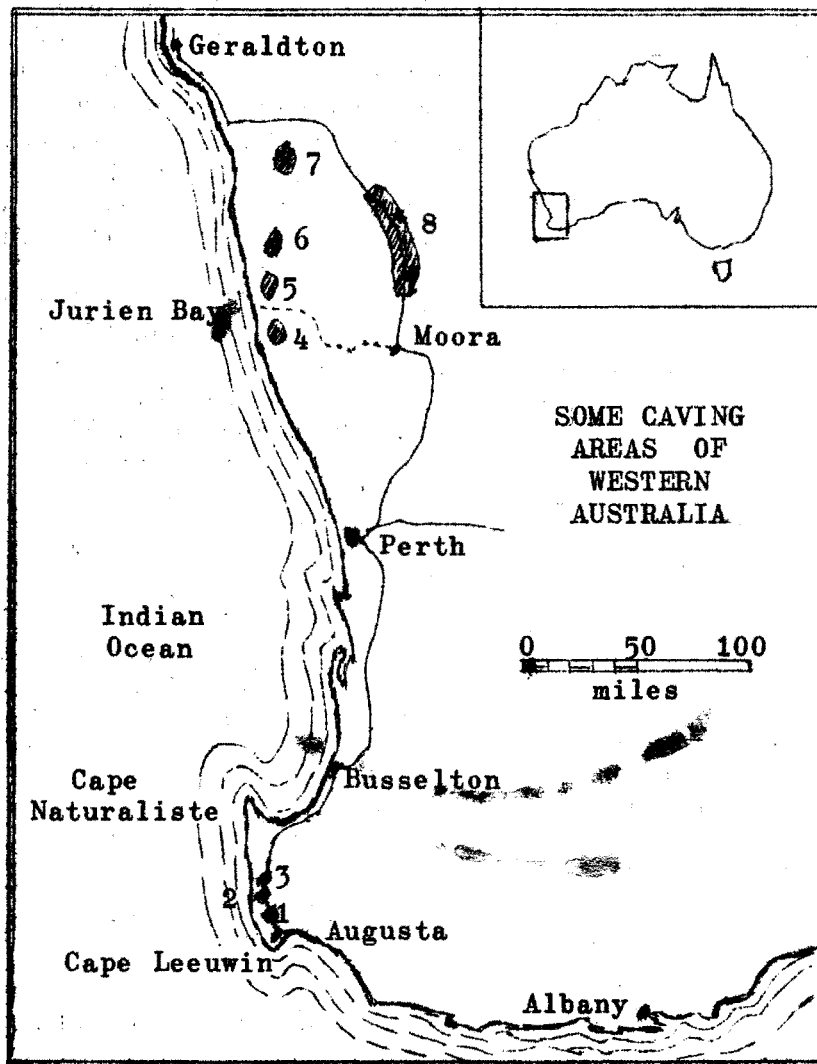 Geraldton
7
8
6
5
Jurien Bay
4
Moora
SOME CAVING
AREAS OF
WESTERN
AUSTRALIA
Perth
Indian
Ocean
0 50 100
miles
Cape
Naturaliste
Busselton
3
2
1
Augusta
Cape Leeuwin
Albany